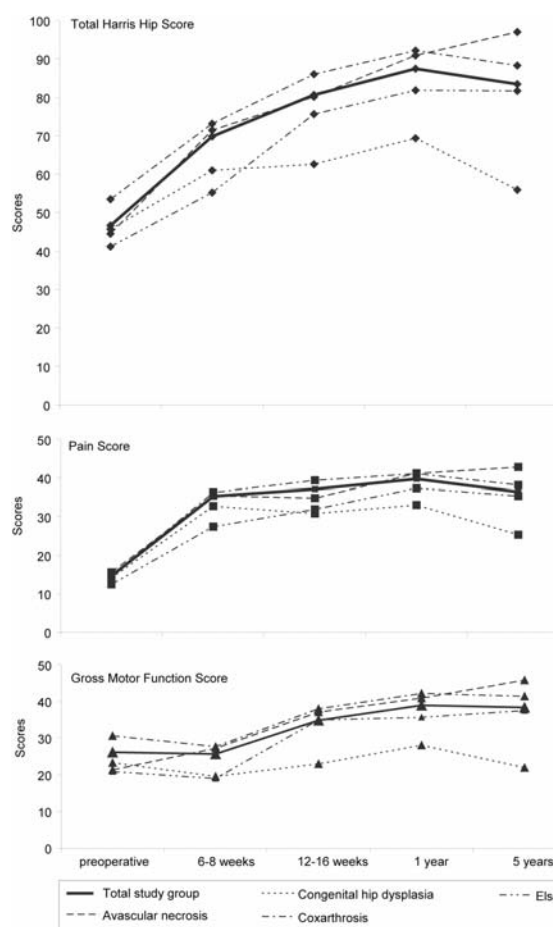 Total Harris Hip Score
100
90
80
70
60
50
40
30
20
10
0
Scores
Pain Score
50
40
30
20
10
0
Scores
Gross Motor Function Score
50
40
30
20
10
0
Scores
preoperative 6-8 weeks 12-16 weeks 1 year 5 years
Total study group Congenital hip dysplasia Els
Avascular necrosis Coxarthrosis